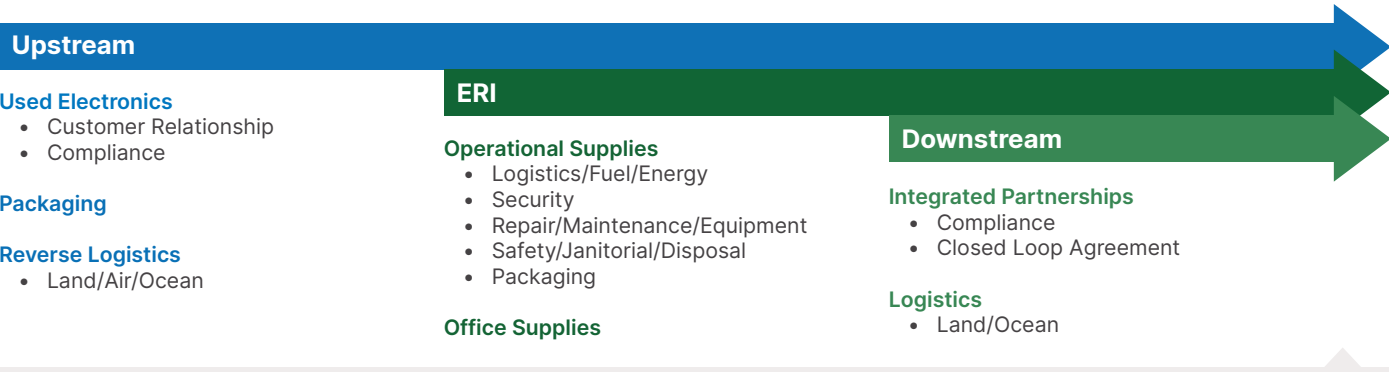 Upstream
Used Electronics
• Customer Relationship
• Compliance
Packaging
Reverse Logistics
• Land/Air/Ocean
ERI
Operational Supplies
• Logistics/Fuel/Energy
• Security
• Repair/Maintenance/Equipment
• Safety/Janitorial/Disposal
• Packaging
Office Supplies
Downstream
Integrated Partnerships
• Compliance
• Closed Loop Agreement
Logistics
• Land/Ocean